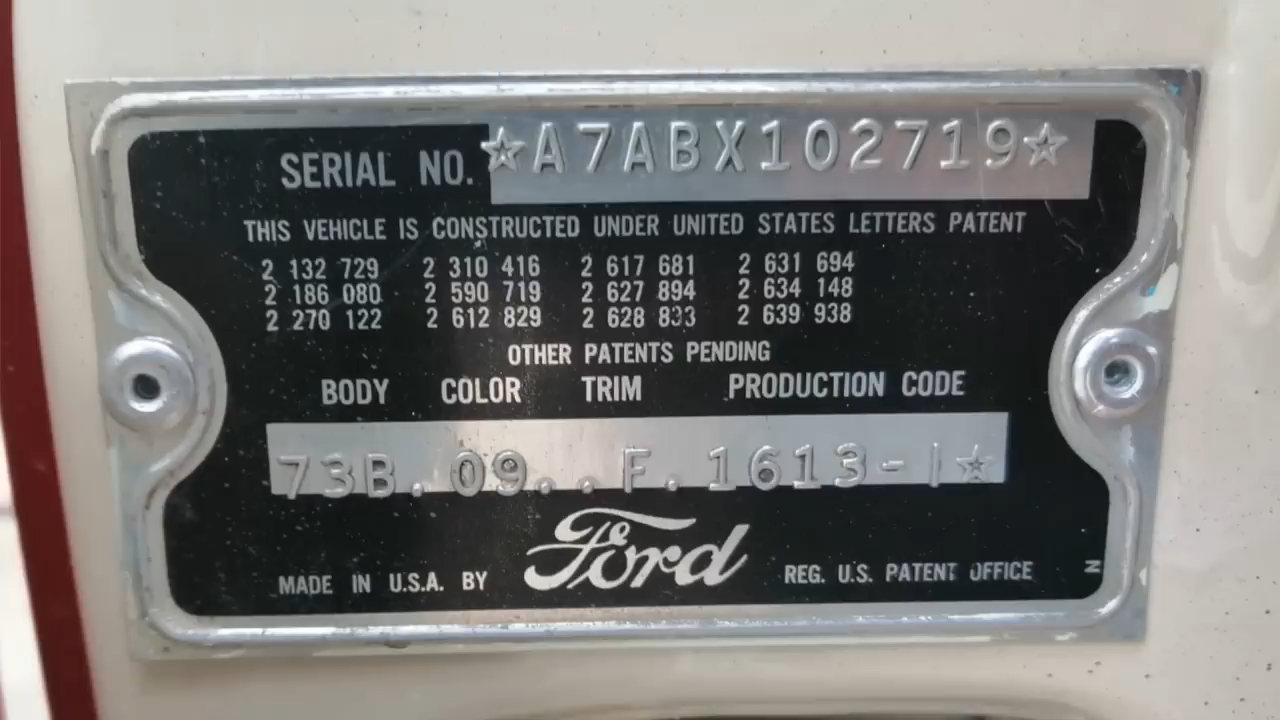 SERIAL NO. ☆A7ABX102719☆
THIS VEHICLE IS CONSTRUCTED UNDER UNITED STATES LETTERS PATENT
2 132 729 2 310 416 2 617 681 2 631 694
2 186 080 2 590 719 2 627 894 2 634 148
2 270 122 2 612 829 2 628 833 2 639 938
OTHER PATENTS PENDING
BODY COLOR TRIM PRODUCTION CODE
73B. 09. . F. 1613-1☆
MADE IN U.S.A. BY Ford REG. U.S. PATENT OFFICE
N